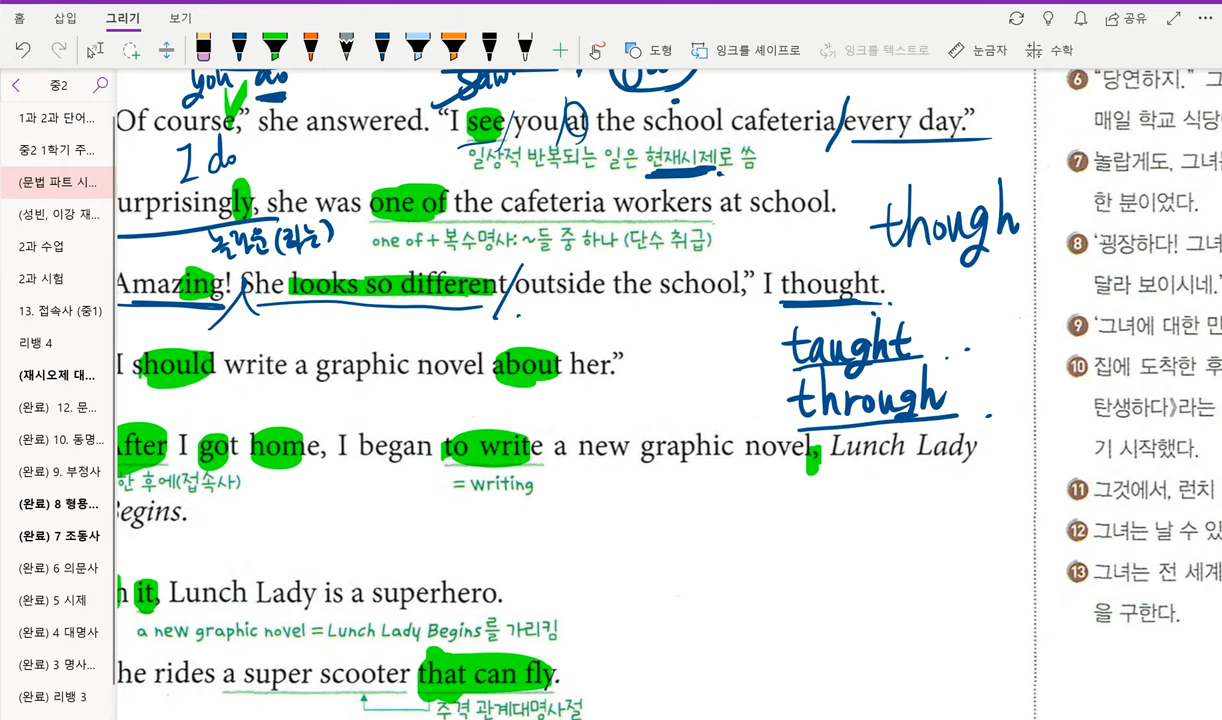 홈 삽입 그리기 보기
공유
도형 잉크를 셰이프로 잉크를 텍스트로 눈금자 수학
중2
1과 2과 단어...
중2 1학기 주...
(문법 파트 시...
(성빈, 이강 재...
2과 수업
2과 시험
13. 접속사 (중1)
리뱅 4
(재시오제 대...
(완료) 12. 문...
(완료) 10. 동명...
(완료) 9. 부정사
(완료) 8 형용...
(완료) 7 조동사
(완료) 6 의문사
(완료) 5 시제
(완료) 4 대명사
(완료) 3 명사...
(완료) 리뱅 3
you do saw
Of course,” she answered. “I see you at the school cafeteria every day.”
I do
일상적 반복되는 일은 현재시제로 씀
urprisingly, she was one of the cafeteria workers at school.
though
one of + 복수명사: ~들 중 하나 (단수 취급)
Amazing! She looks so different outside the school,” I thought.
taught
I should write a graphic novel about her.”
through
After I got home, I began to write a new graphic novel, Lunch Lady
한 후에(접속사) = writing
Begins.
n it, Lunch Lady is a superhero.
a new graphic novel = Lunch Lady Begins를 가리킴
he rides a super scooter that can fly.
주격 관계대명사절
6 “당연하지.” 그
매일 학교 식당
7 놀랍게도, 그녀
한 분이었다.
8 ‘굉장하다! 그녀
달라 보이시네.’
9 ‘그녀에 대한 만
10 집에 도착한 후
탄생하다》라는
기 시작했다.
11 그것에서, 런치
12 그녀는 날 수 있
13 그녀는 전 세계
을 구한다.